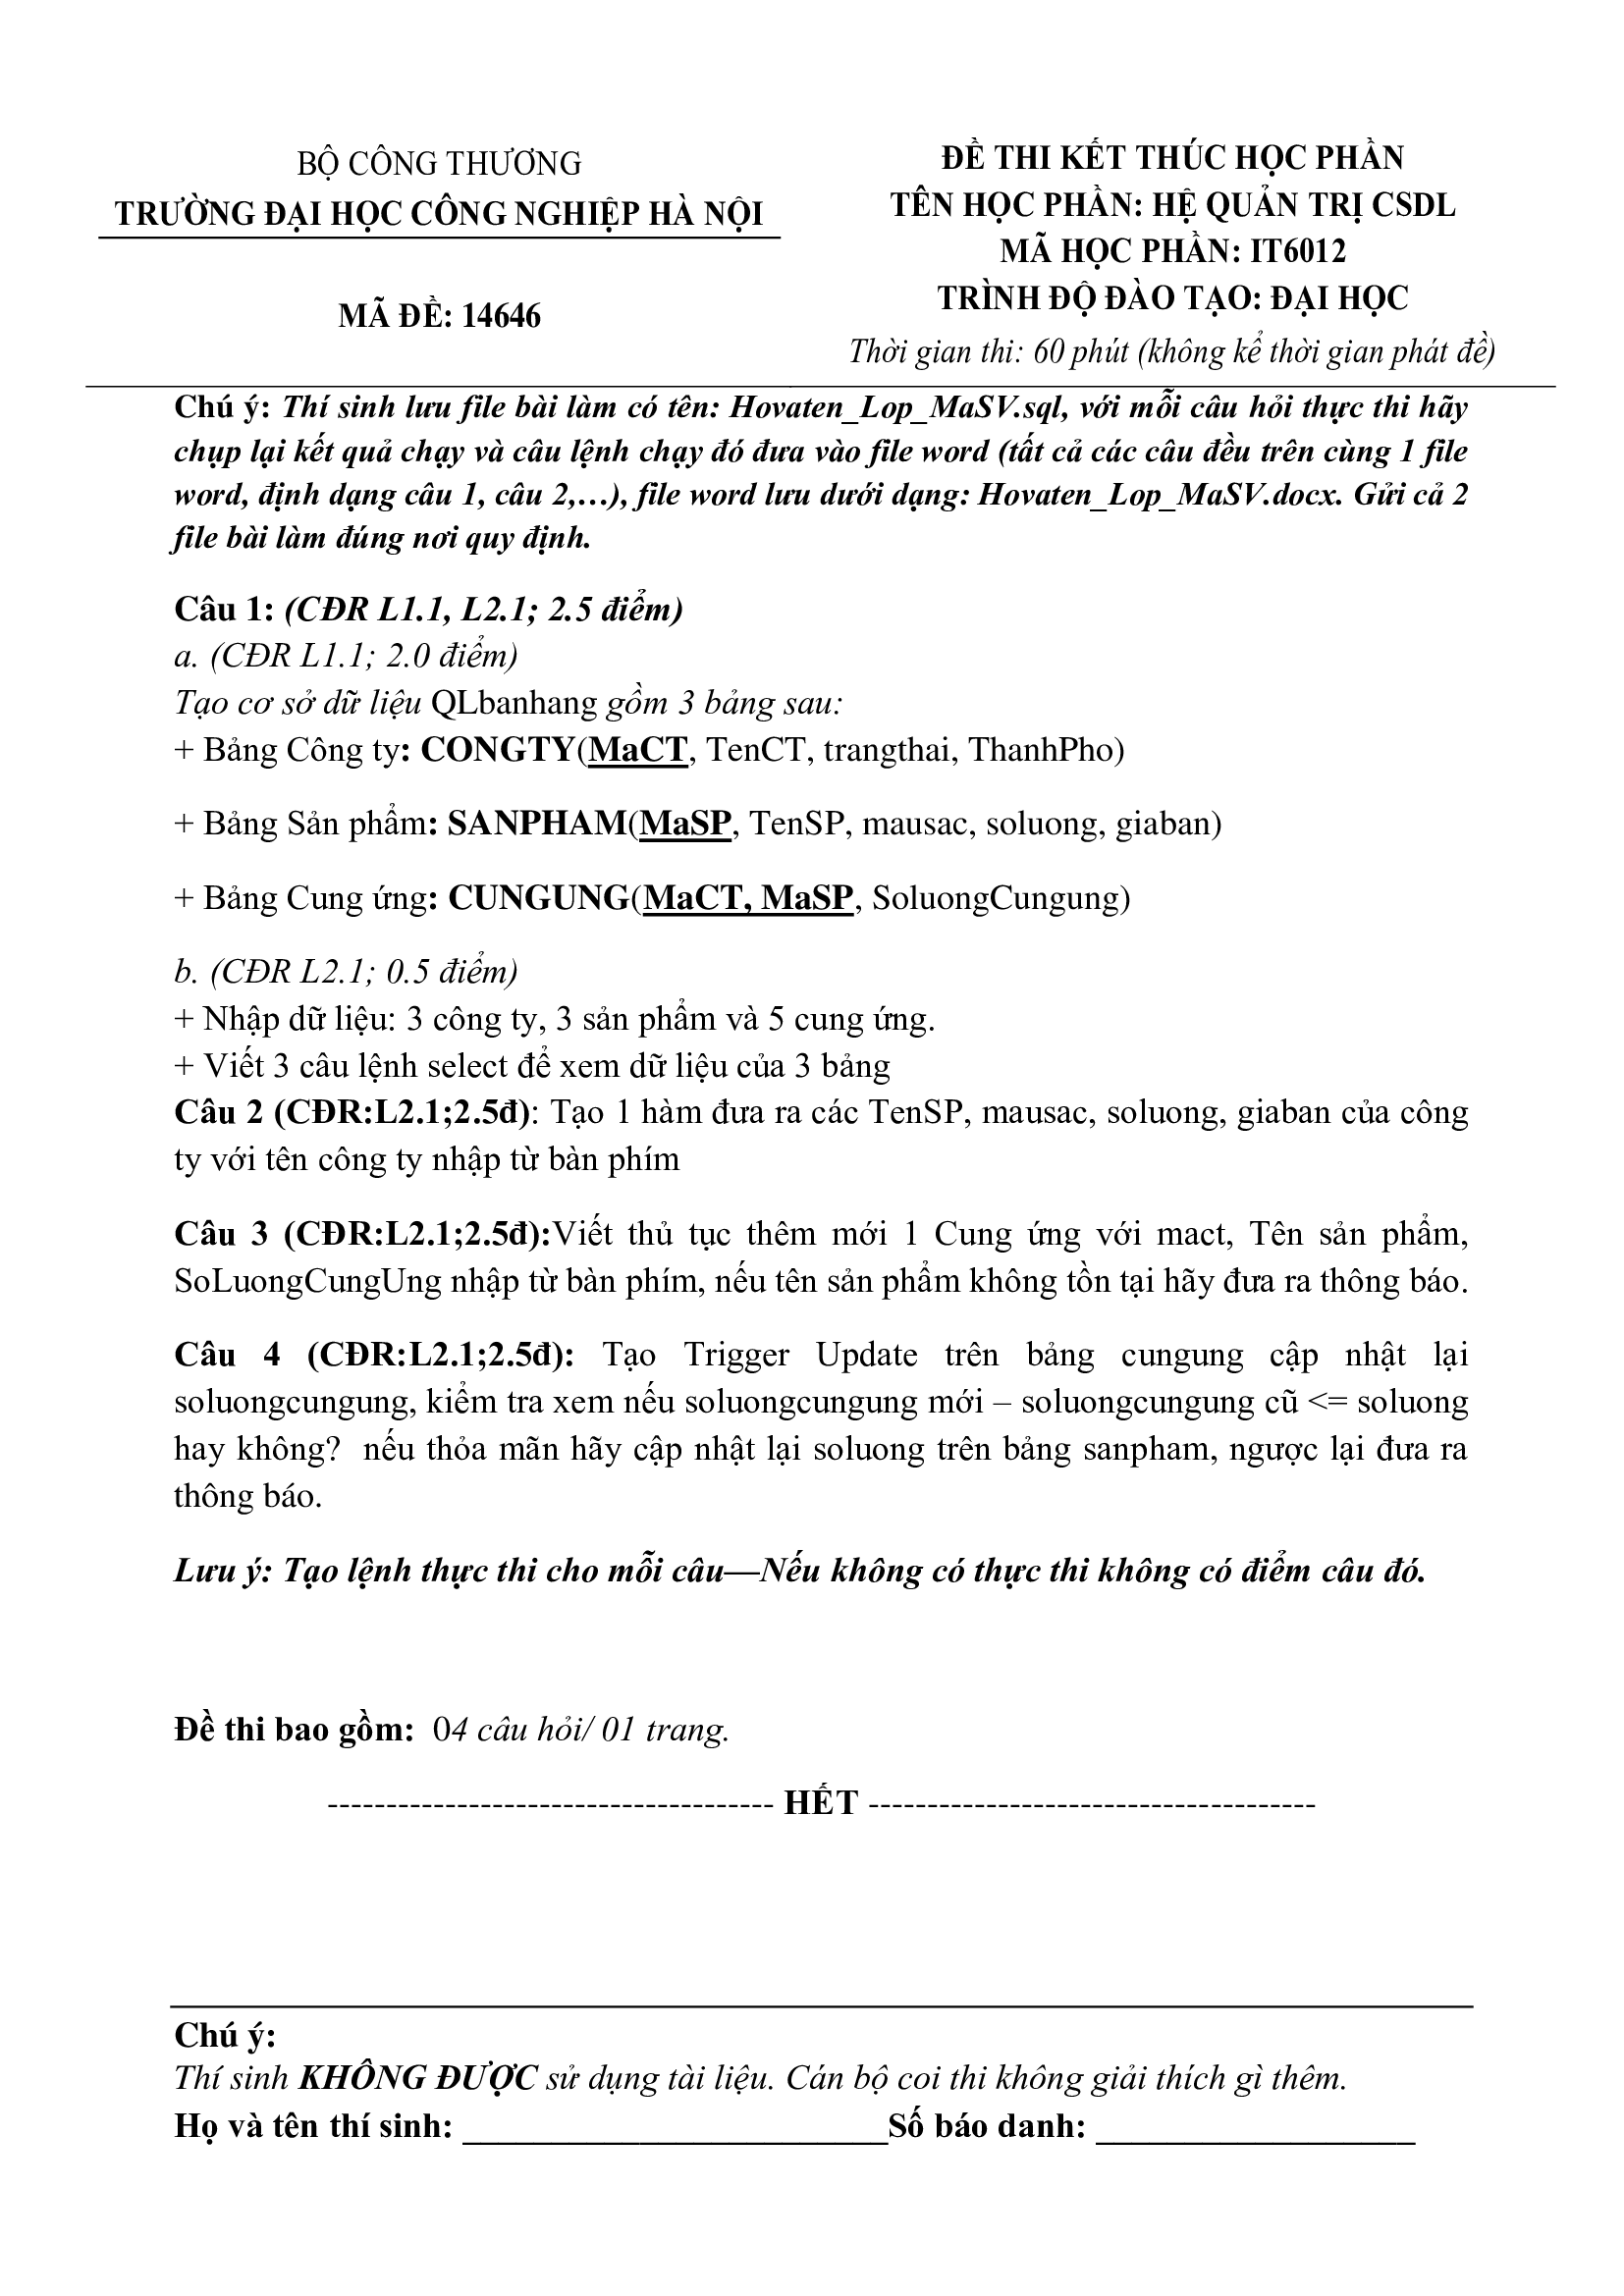 BỘ CÔNG THƯƠNG
TRƯỜNG ĐẠI HỌC CÔNG NGHIỆP HÀ NỘI
MÃ ĐỀ: 14646
ĐỀ THI KẾT THÚC HỌC PHẦN
TÊN HỌC PHẦN: HỆ QUẢN TRỊ CSDL
MÃ HỌC PHẦN: IT6012
TRÌNH ĐỘ ĐÀO TẠO: ĐẠI HỌC
Thời gian thi: 60 phút (không kể thời gian phát đề)
Chú ý: Thí sinh lưu file bài làm có tên: Hovaten_Lop_MaSV.sql, với mỗi câu hỏi thực thi hãy
chụp lại kết quả chạy và câu lệnh chạy đó đưa vào file word (tất cả các câu đều trên cùng 1 file
word, định dạng câu 1, câu 2,…), file word lưu dưới dạng: Hovaten_Lop_MaSV.docx. Gửi cả 2
file bài làm đúng nơi quy định.
Câu 1: (CĐR L1.1, L2.1; 2.5 điểm)
a. (CĐR L1.1; 2.0 điểm)
Tạo cơ sở dữ liệu QLbanhang gồm 3 bảng sau:
+ Bảng Công ty: CONGTY(MaCT, TenCT, trangthai, ThanhPho)
+ Bảng Sản phẩm: SANPHAM(MaSP, TenSP, mausac, soluong, giaban)
+ Bảng Cung ứng: CUNGUNG(MaCT, MaSP, SoluongCungung)
b. (CĐR L2.1; 0.5 điểm)
+ Nhập dữ liệu: 3 công ty, 3 sản phẩm và 5 cung ứng.
+ Viết 3 câu lệnh select để xem dữ liệu của 3 bảng
Câu 2 (CĐR:L2.1;2.5đ): Tạo 1 hàm đưa ra các TenSP, mausac, soluong, giaban của công
ty với tên công ty nhập từ bàn phím
Câu 3 (CĐR:L2.1;2.5đ):Viết thủ tục thêm mới 1 Cung ứng với mact, Tên sản phẩm,
SoLuongCungUng nhập từ bàn phím, nếu tên sản phẩm không tồn tại hãy đưa ra thông báo.
Câu 4 (CĐR:L2.1;2.5đ): Tạo Trigger Update trên bảng cungung cập nhật lại
soluongcungung, kiểm tra xem nếu soluongcungung mới – soluongcungung cũ <= soluong
hay không? nếu thỏa mãn hãy cập nhật lại soluong trên bảng sanpham, ngược lại đưa ra
thông báo.
Lưu ý: Tạo lệnh thực thi cho mỗi câu—Nếu không có thực thi không có điểm câu đó.
Đề thi bao gồm: 04 câu hỏi/ 01 trang.
-------------------------------------- HẾT --------------------------------------
Chú ý:
Thí sinh KHÔNG ĐƯỢC sử dụng tài liệu. Cán bộ coi thi không giải thích gì thêm.
Họ và tên thí sinh: ________________________Số báo danh: __________________